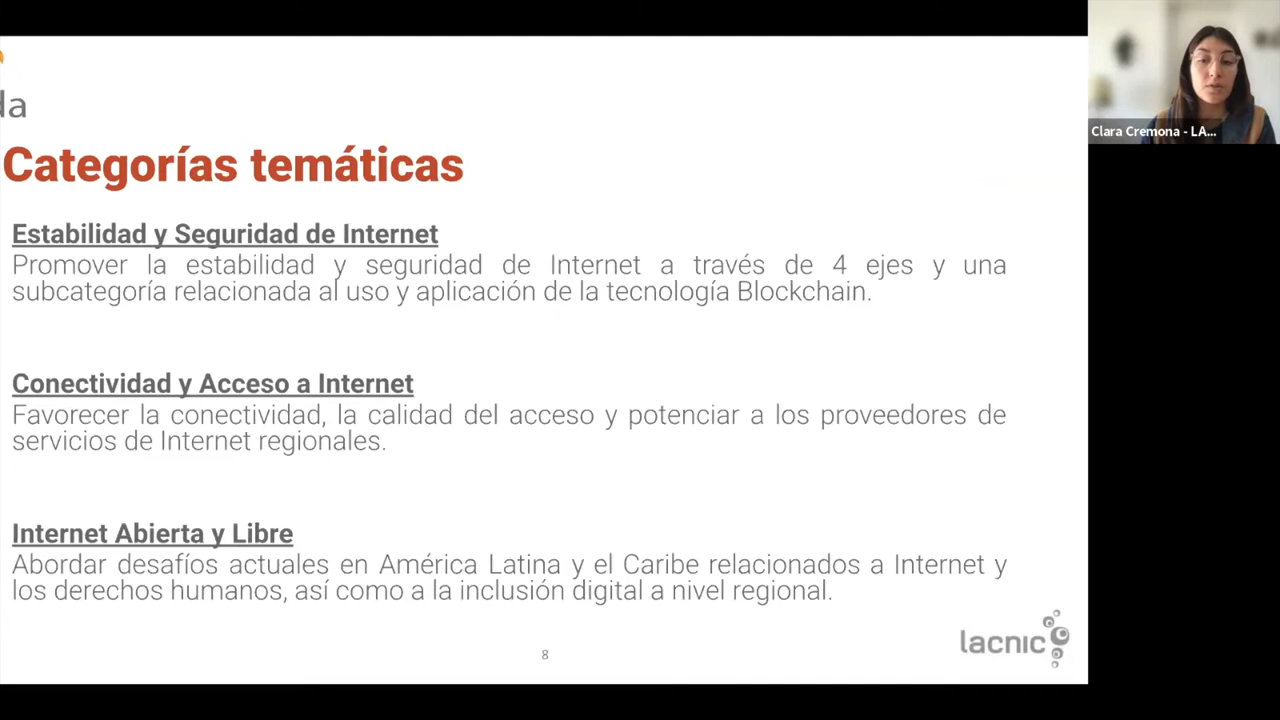 da
Categorías temáticas
Estabilidad y Seguridad de Internet
Promover la estabilidad y seguridad de Internet a través de 4 ejes y una
subcategoría relacionada al uso y aplicación de la tecnología Blockchain.
Conectividad y Acceso a Internet
Favorecer la conectividad, la calidad del acceso y potenciar a los proveedores de
servicios de Internet regionales.
Internet Abierta y Libre
Abordar desafíos actuales en América Latina y el Caribe relacionados a Internet y
los derechos humanos, así como a la inclusión digital a nivel regional.
8
lacnic
Clara Cremona - LA...